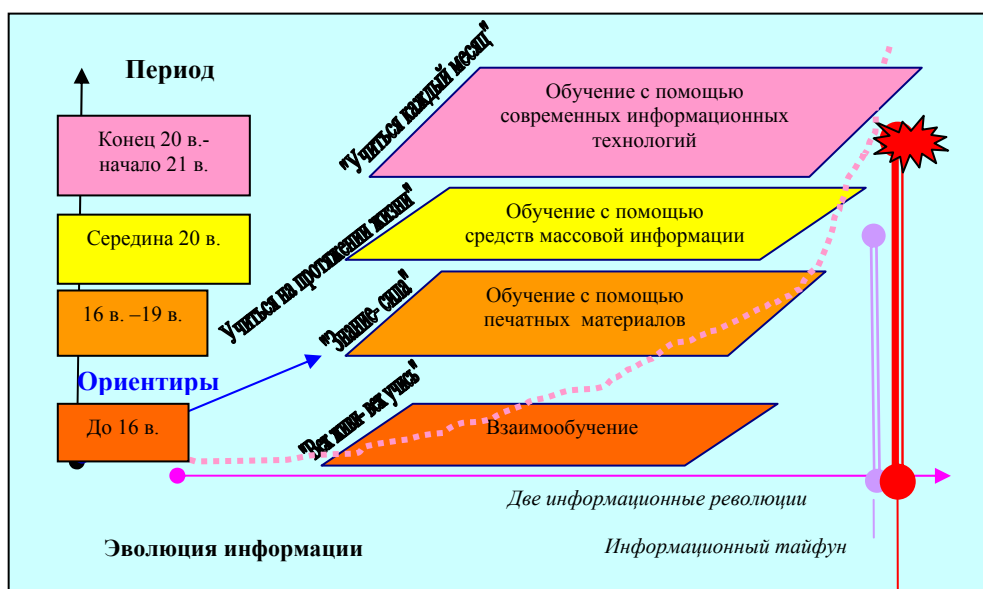 Период
"Учиться каждый месяц"
Обучение с помощью
современных информационных
технологий
Конец 20 в.-
начало 21 в.
Учиться на протяжении жизни"
Обучение с помощью
средств массовой информации
Середина 20 в.
"Знание- сила"
Обучение с помощью
печатных материалов
16 в. –19 в.
Ориентиры
"Век живи- век учись"
Взаимообучение
До 16 в.
Две информационные революции
Эволюция информации
Информационный тайфун